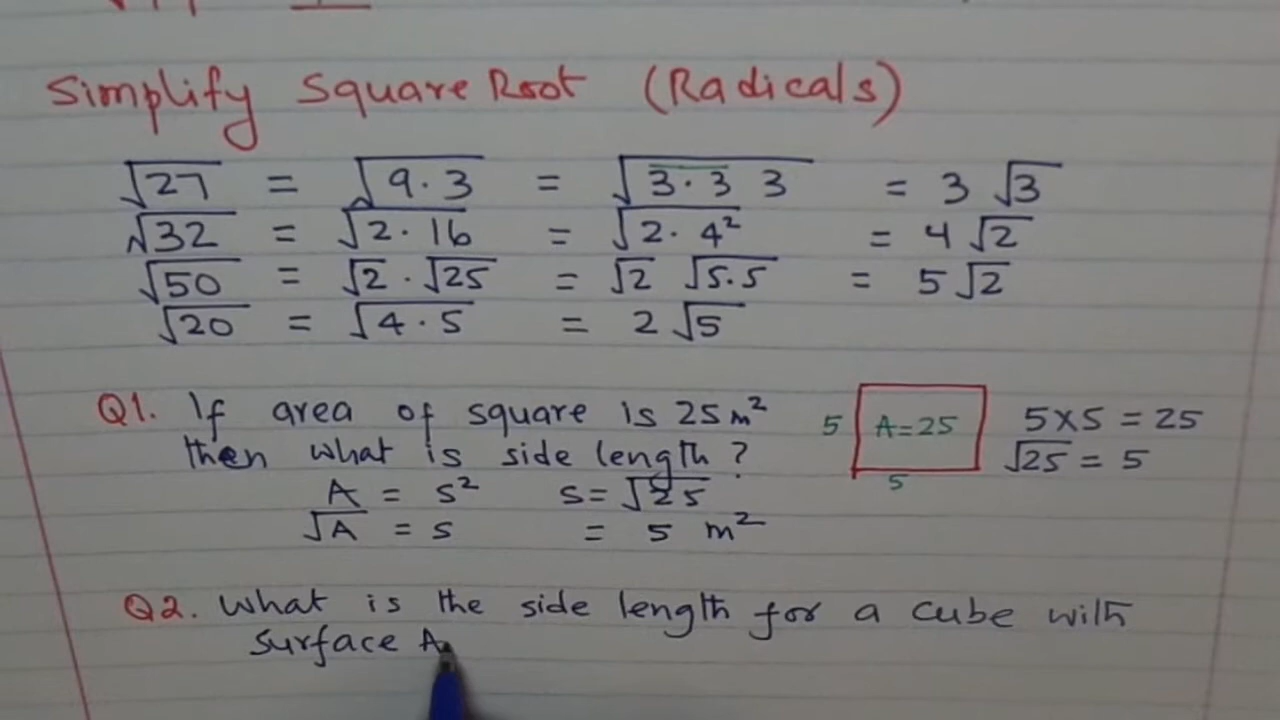 Simplify Square Root (Radicals)
√27 = √9·3 = √3·3 3 = 3√3
√32 = √2·16 = √2·4² = 4√2
√50 = √2·√25 = √2 √5·5 = 5√2
√20 = √4·5 = 2√5
Q1. If area of square is 25m²
then what is side length?
A = s² s = √25
√A = s = 5 m²
5 A=25
5
5×5 = 25
√25 = 5
Q2. What is the side length for a cube with
Surface A